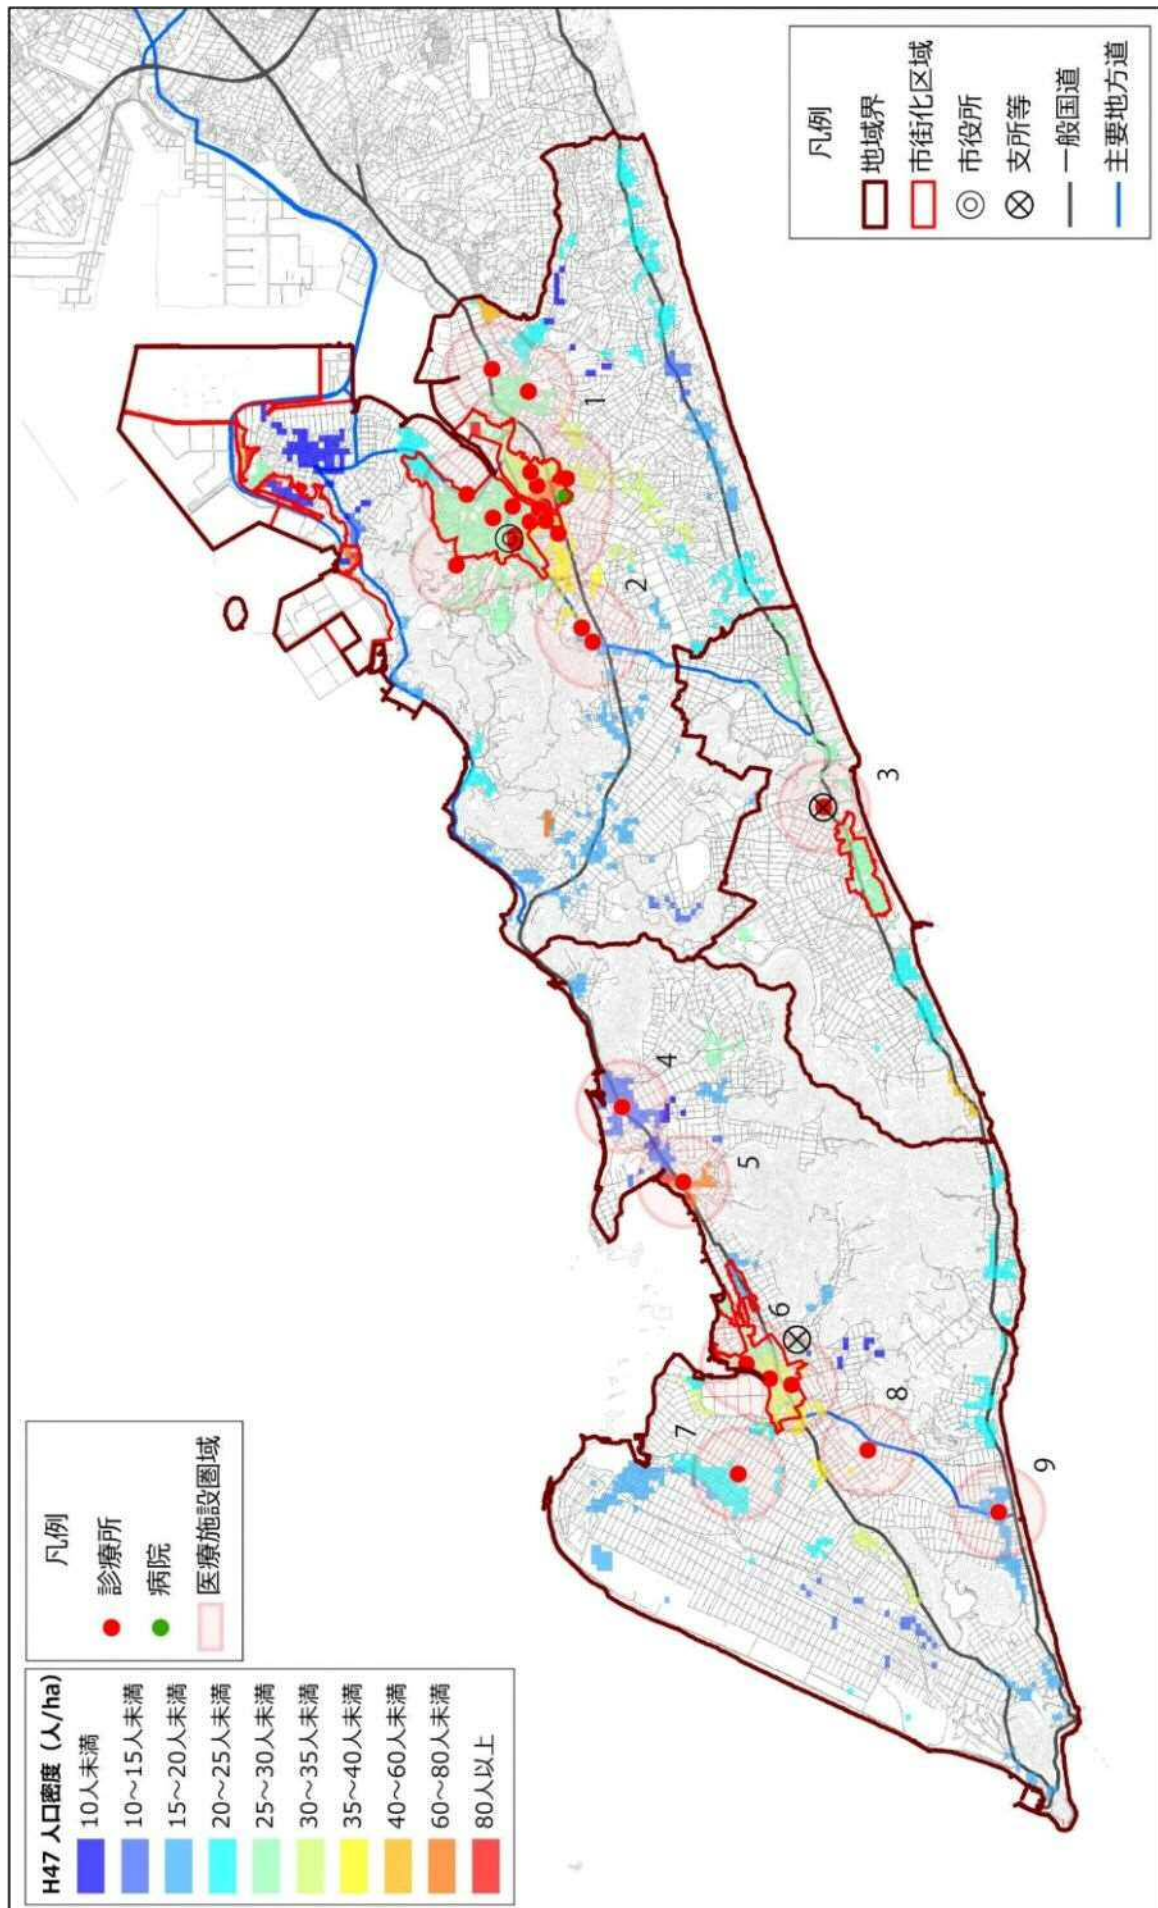 H47 人口密度（人/ha）
10人未満
10～15人未満
15～20人未満
20～25人未満
25～30人未満
30～35人未満
35～40人未満
40～60人未満
60～80人未満
80人以上
凡例
診療所
病院
医療施設圏域
1
2
3
4
5
6
7
8
9
凡例
地域界
市街化区域
市役所
支所等
一般国道
主要地方道